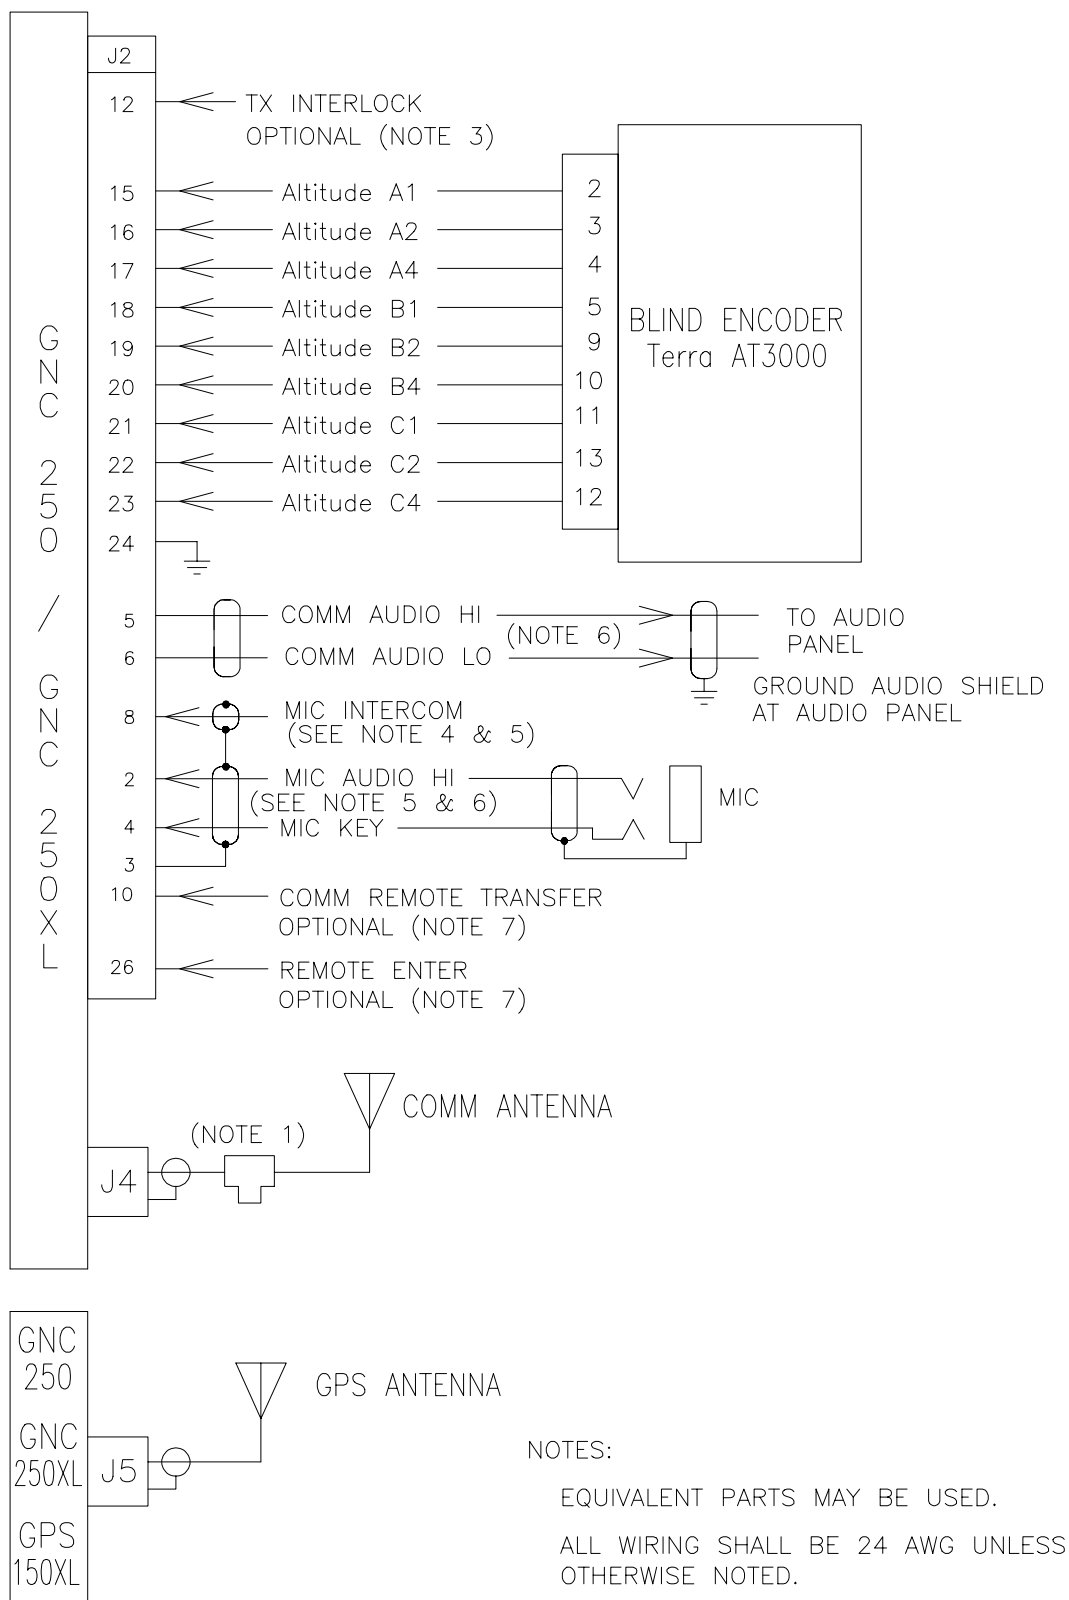 J2
12
TX INTERLOCK
OPTIONAL (NOTE 3)
15 Altitude A1 2
16 Altitude A2 3
17 Altitude A4 4
18 Altitude B1 5
19 Altitude B2 9
20 Altitude B4 10
21 Altitude C1 11
22 Altitude C2 13
23 Altitude C4 12
24
BLIND ENCODER
Terra AT3000
GNC 250 / GNC 250XL
5 COMM AUDIO HI
(NOTE 6)
6 COMM AUDIO LO
TO AUDIO
PANEL
GROUND AUDIO SHIELD
AT AUDIO PANEL
8 MIC INTERCOM
(SEE NOTE 4 & 5)
2 MIC AUDIO HI
(SEE NOTE 5 & 6)
4 MIC KEY
MIC
3
10 COMM REMOTE TRANSFER
OPTIONAL (NOTE 7)
26 REMOTE ENTER
OPTIONAL (NOTE 7)
COMM ANTENNA
(NOTE 1)
J4
GNC
250
GNC
250XL
GPS
150XL
J5
GPS ANTENNA
NOTES:
EQUIVALENT PARTS MAY BE USED.
ALL WIRING SHALL BE 24 AWG UNLESS
OTHERWISE NOTED.